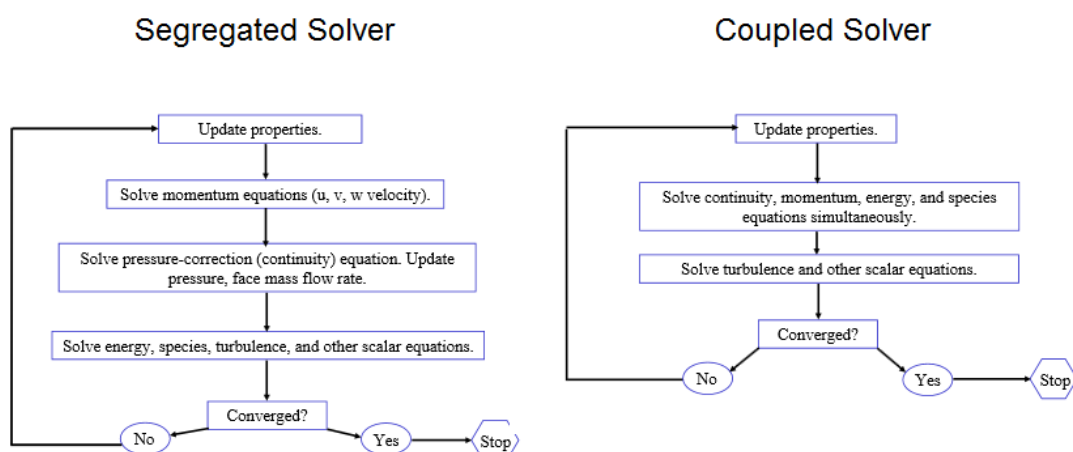 Segregated Solver
Update properties.
Solve momentum equations (u, v, w velocity).
Solve pressure-correction (continuity) equation. Update
pressure, face mass flow rate.
Solve energy, species, turbulence, and other scalar equations.
Converged?
No
Yes
Stop
Coupled Solver
Update properties.
Solve continuity, momentum, energy, and species
equations simultaneously.
Solve turbulence and other scalar equations.
Converged?
No
Yes
Stop